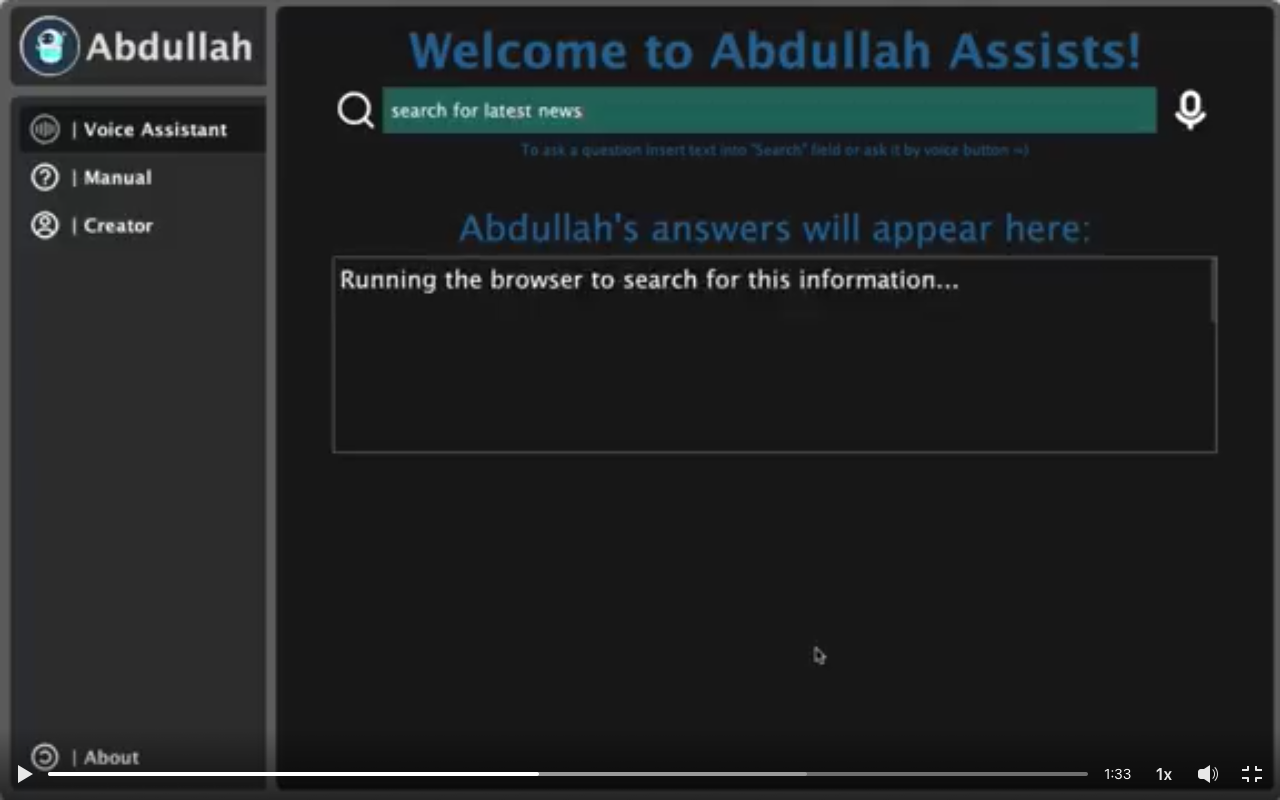 Abdullah
| Voice Assistant
| Manual
| Creator
| About
Welcome to Abdullah Assists!
search for latest news
To ask a question insert text into "Search" field or ask it by voice button =)
Abdullah's answers will appear here:
Running the browser to search for this information...
1:33
1x